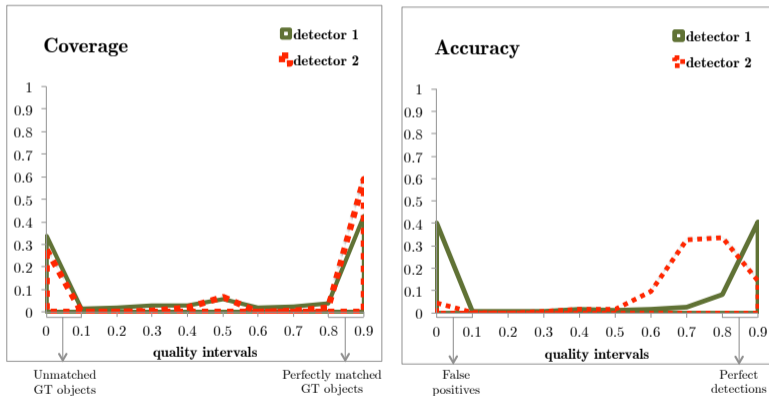 Coverage
detector 1
detector 2
1
0.9
0.8
0.7
0.6
0.5
0.4
0.3
0.2
0.1
0
0 0.1 0.2 0.3 0.4 0.5 0.6 0.7 0.8 0.9
quality intervals
Unmatched
GT objects
Perfectly matched
GT objects
Accuracy
detector 1
detector 2
1
0.9
0.8
0.7
0.6
0.5
0.4
0.3
0.2
0.1
0
0 0.1 0.2 0.3 0.4 0.5 0.6 0.7 0.8 0.9
quality intervals
False
positives
Perfect
detections